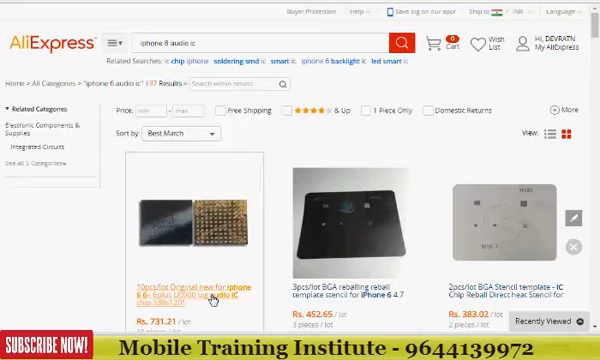 Buyer Protection Help Save big on our app! Ship to / INR Language
AliExpress
iphone 6 audio ic
0
Cart
Wish
List
Hi, DEVRATN
My AliExpress
Related Searches: ic chip iphone soldering smd ic smart ic iphone 6 backlight ic led smart ic
Home > All Categories > "iphone 6 audio ic" 137 Results > Search within results
Related Categories
Electronic Components &
Supplies
Integrated Circuits
See all 5 Categories
Price: min - max Free Shipping & Up 1 Piece Only Domestic Returns + More
Sort by: Best Match View:
10pcs/lot Original new for iphone
6 6+ 6plus U0900 big audio IC
chip 338s1201
Rs. 731.21 / lot
3pcs/lot BGA reballing reball
template stencil for iPhone 6 4.7
Rs. 452.65 / lot
3 pieces / lot
2pcs/lot BGA Stencil template - IC
Chip Reball Direct heat Stencil for
Rs. 383.02 / lot
2 pieces / lot
Recently Viewed
SUBSCRIBE NOW!
Mobile Training Institute - 9644139972